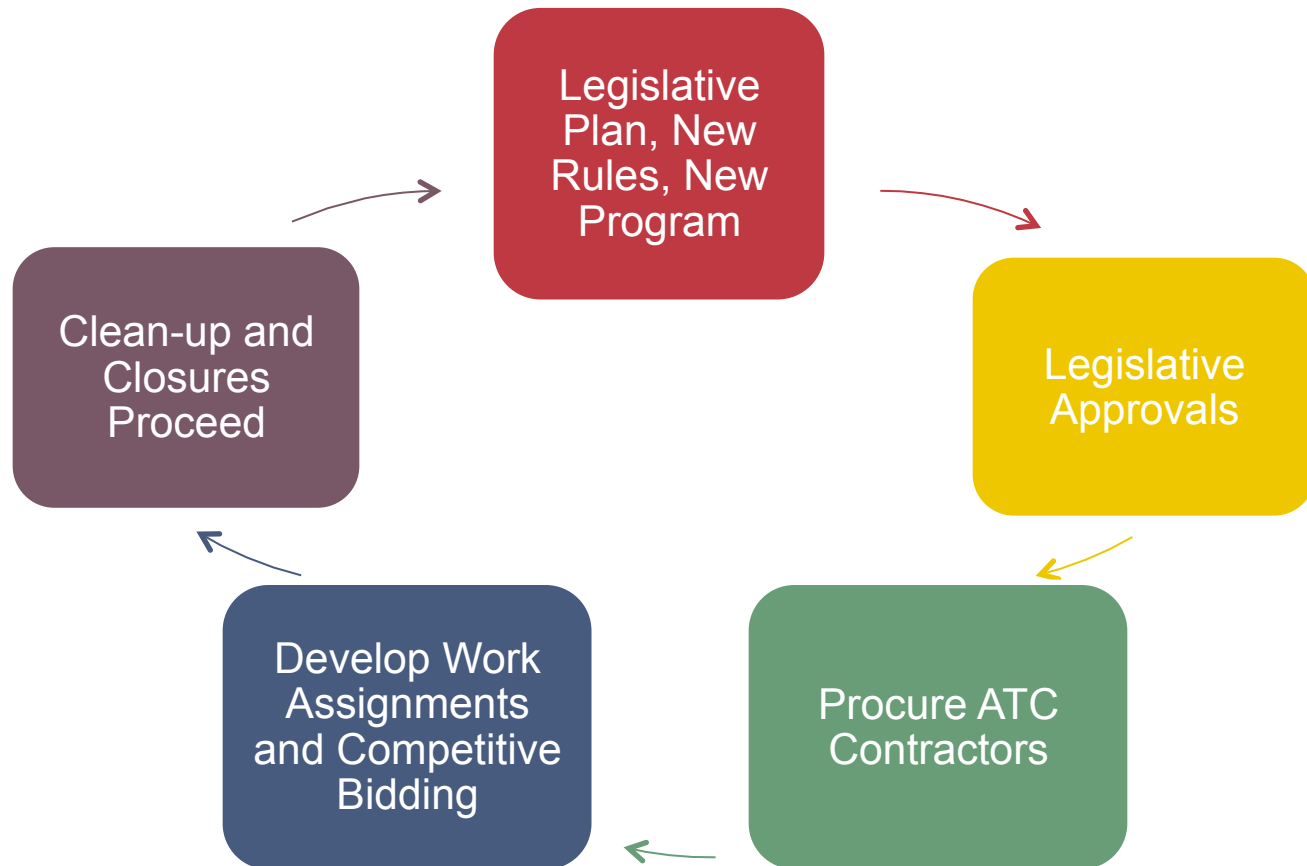 Legislative
Plan, New
Rules, New
Program
Legislative
Approvals
Procure ATC
Contractors
Develop Work
Assignments
and Competitive
Bidding
Clean-up and
Closures
Proceed